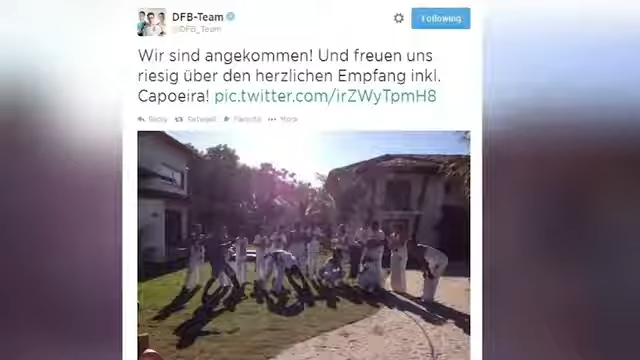 DFB-Team
@DFB_Team
Following
Wir sind angekommen! Und freuen uns
riesig über den herzlichen Empfang inkl.
Capoeira! pic.twitter.com/irZWyTpmH8
Reply Retweet Favorite More